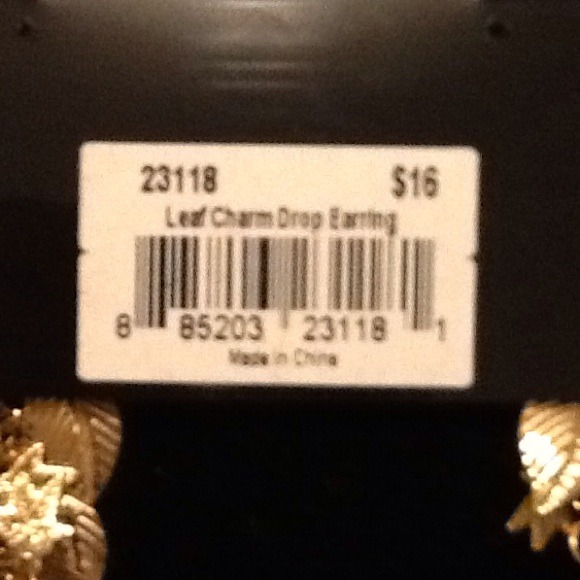 23118 $16
Leaf Charm Drop Earring
8 85203 23118 1
Made in China